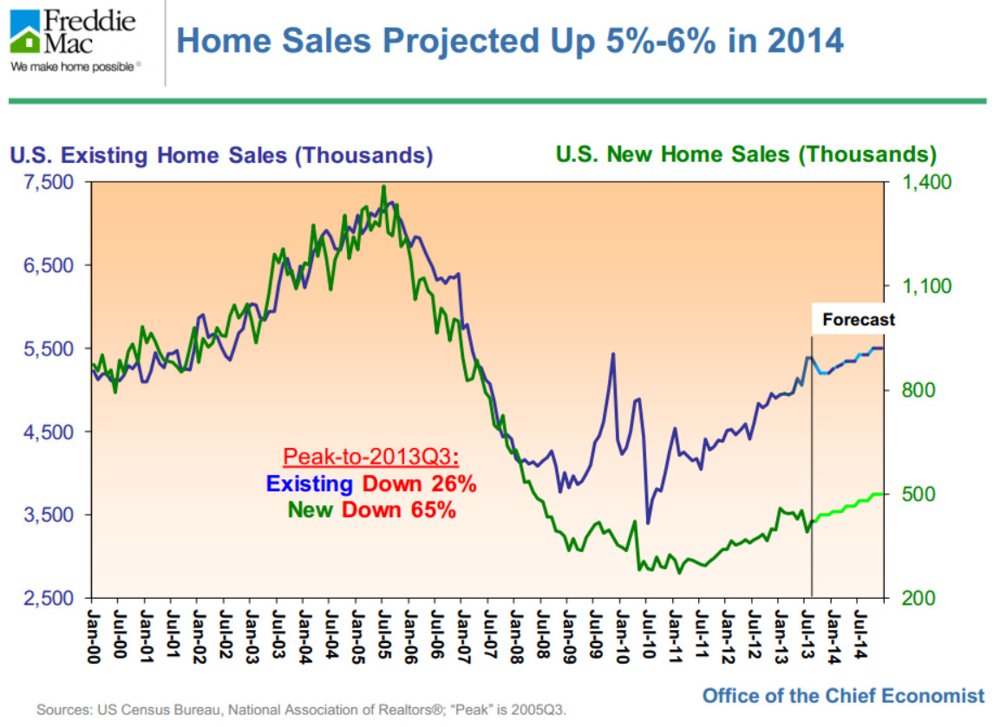 Freddie
Mac
We make home possible®
Home Sales Projected Up 5%-6% in 2014
U.S. Existing Home Sales (Thousands)
U.S. New Home Sales (Thousands)
7,500
6,500
5,500
4,500
3,500
2,500
1,400
1,100
800
500
200
Forecast
Peak-to-2013Q3:
Existing Down 26%
New Down 65%
Jan-00
Jul-00
Jan-01
Jul-01
Jan-02
Jul-02
Jan-03
Jul-03
Jan-04
Jul-04
Jan-05
Jul-05
Jan-06
Jul-06
Jan-07
Jul-07
Jan-08
Jul-08
Jan-09
Jul-09
Jan-10
Jul-10
Jan-11
Jul-11
Jan-12
Jul-12
Jan-13
Jul-13
Jan-14
Jul-14
Office of the Chief Economist
Sources: US Census Bureau, National Association of Realtors®; “Peak” is 2005Q3.